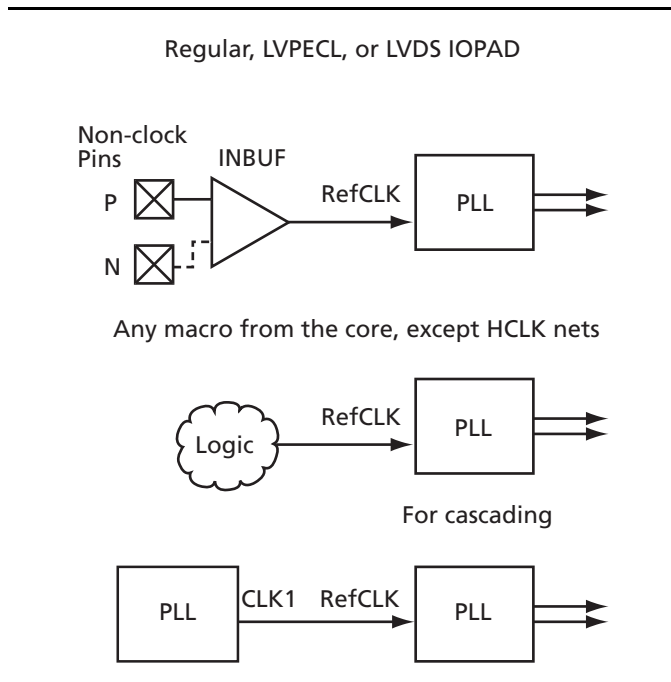 Regular, LVPECL, or LVDS IOPAD
Non-clock
Pins
INBUF
P
RefCLK
PLL
N
Any macro from the core, except HCLK nets
Logic
RefCLK
PLL
For cascading
PLL
CLK1
RefCLK
PLL